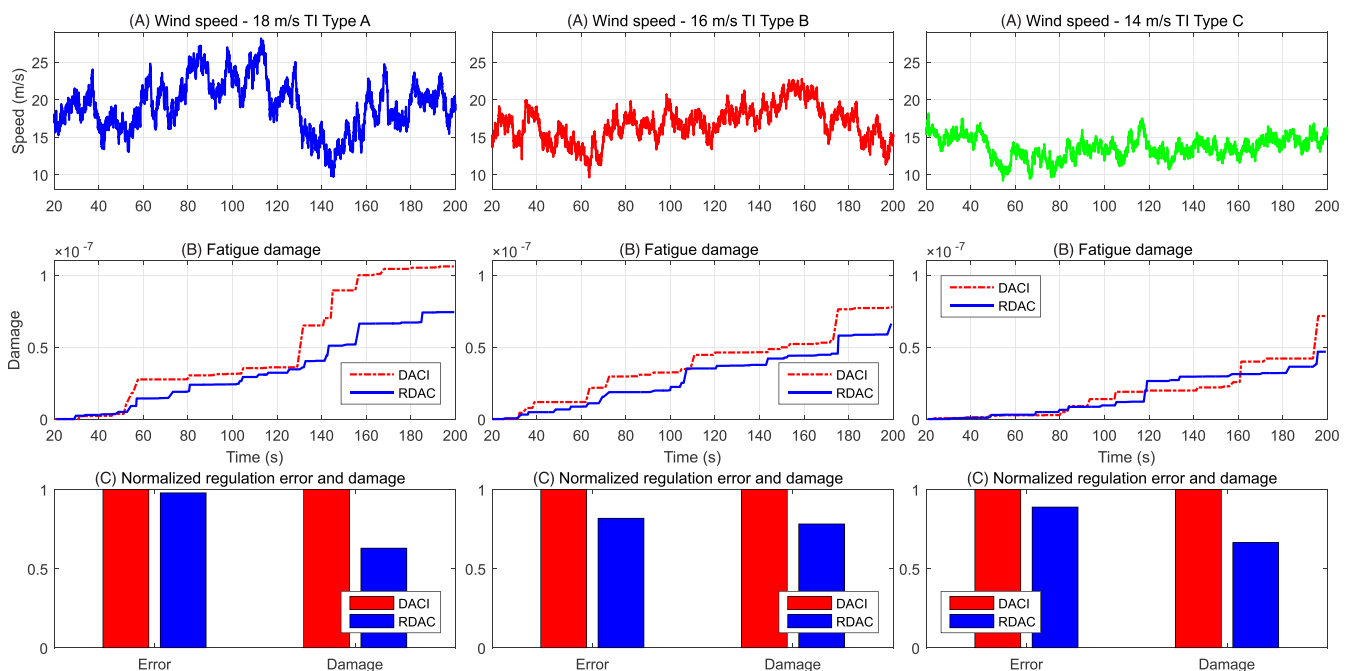 (A) Wind speed - 18 m/s TI Type A
Speed (m/s)
25
20
15
10
20 40 60 80 100 120 140 160 180 200
(A) Wind speed - 16 m/s TI Type B
25
20
15
10
20 40 60 80 100 120 140 160 180 200
(A) Wind speed - 14 m/s TI Type C
25
20
15
10
20 40 60 80 100 120 140 160 180 200
×10 -7
(B) Fatigue damage
Damage
1
0.5
0
DACI
RDAC
20 40 60 80 100 120 140 160 180 200
Time (s)
×10 -7
(B) Fatigue damage
1
0.5
0
DACI
RDAC
20 40 60 80 100 120 140 160 180 200
Time (s)
×10 -7
(B) Fatigue damage
1
0.5
0
DACI
RDAC
20 40 60 80 100 120 140 160 180 200
Time (s)
(C) Normalized regulation error and damage
1
0.5
0
DACI
RDAC
Error Damage
(C) Normalized regulation error and damage
1
0.5
0
DACI
RDAC
Error Damage
(C) Normalized regulation error and damage
1
0.5
0
DACI
RDAC
Error Damage